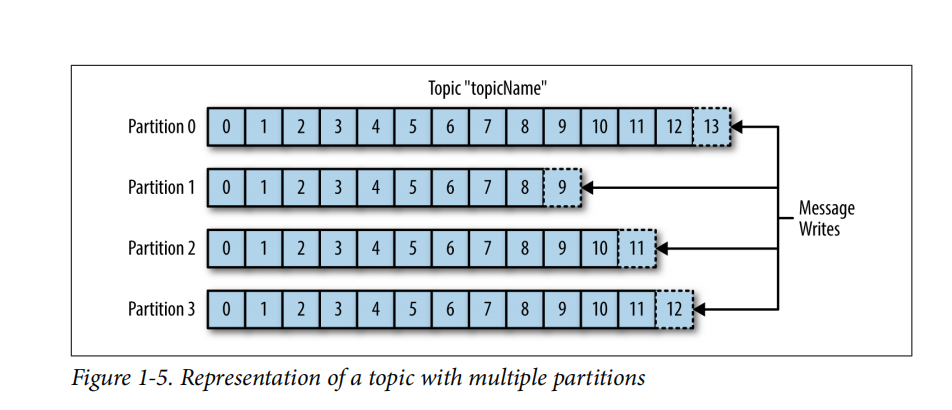 Topic "topicName"
Partition 0 0 1 2 3 4 5 6 7 8 9 10 11 12 13
Partition 1 0 1 2 3 4 5 6 7 8 9
Partition 2 0 1 2 3 4 5 6 7 8 9 10 11
Partition 3 0 1 2 3 4 5 6 7 8 9 10 11 12
Message
Writes
Figure 1-5. Representation of a topic with multiple partitions